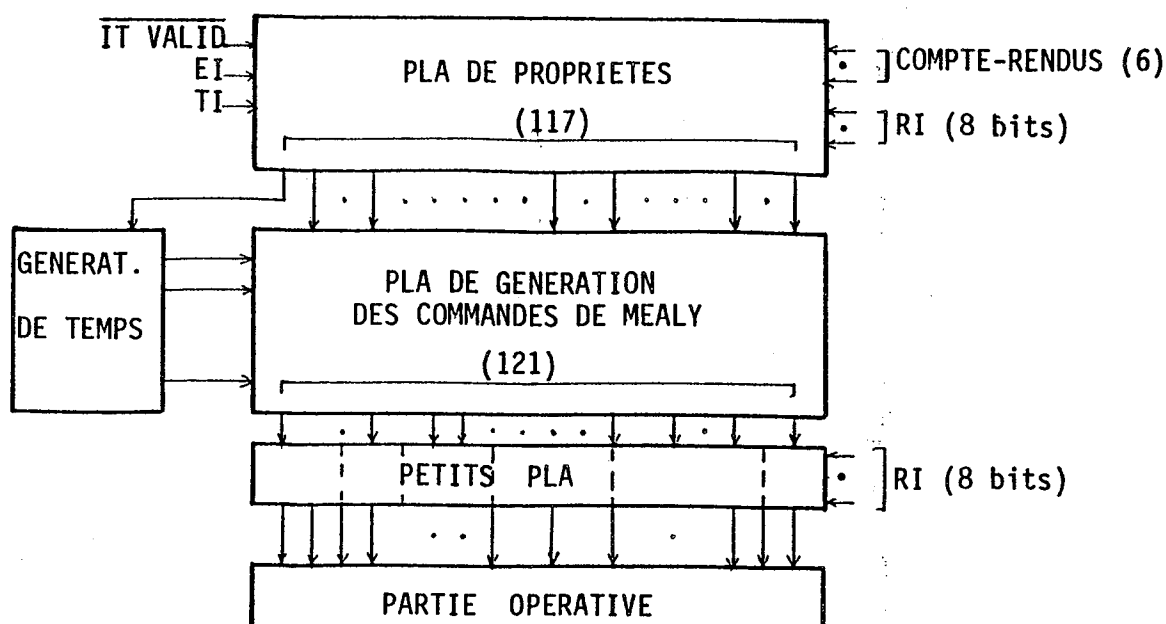 IT VALID
EI
TI
PLA DE PROPRIETES
(117)
COMPTE-RENDUS (6)
RI (8 bits)
GENERAT.
DE TEMPS
PLA DE GENERATION
DES COMMANDES DE MEALY
(121)
PETITS PLA
RI (8 bits)
PARTIE OPERATIVE